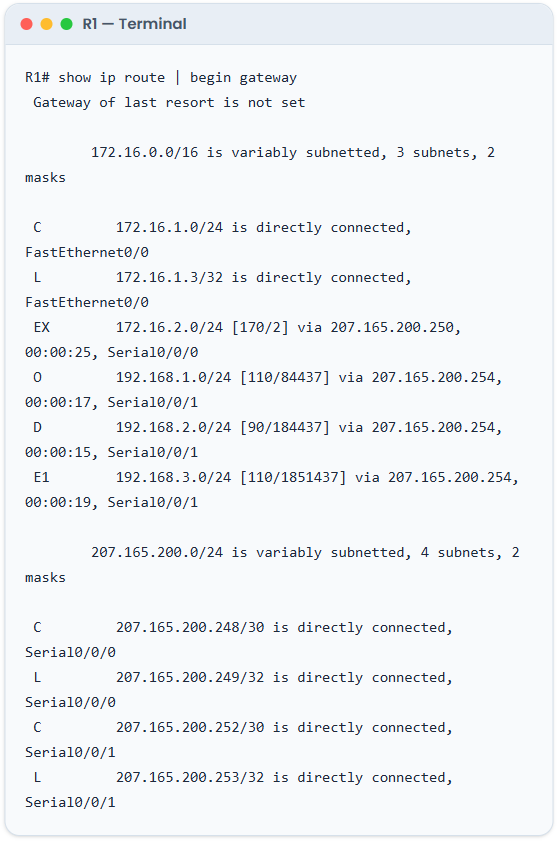 R1 — Terminal
R1# show ip route | begin gateway
Gateway of last resort is not set
172.16.0.0/16 is variably subnetted, 3 subnets, 2
masks
C 172.16.1.0/24 is directly connected,
FastEthernet0/0
L 172.16.1.3/32 is directly connected,
FastEthernet0/0
EX 172.16.2.0/24 [170/2] via 207.165.200.250,
00:00:25, Serial0/0/0
O 192.168.1.0/24 [110/84437] via 207.165.200.254,
00:00:17, Serial0/0/1
D 192.168.2.0/24 [90/184437] via 207.165.200.254,
00:00:15, Serial0/0/1
E1 192.168.3.0/24 [110/1851437] via 207.165.200.254,
00:00:19, Serial0/0/1
207.165.200.0/24 is variably subnetted, 4 subnets, 2
masks
C 207.165.200.248/30 is directly connected,
Serial0/0/0
L 207.165.200.249/32 is directly connected,
Serial0/0/0
C 207.165.200.252/30 is directly connected,
Serial0/0/1
L 207.165.200.253/32 is directly connected,
Serial0/0/1